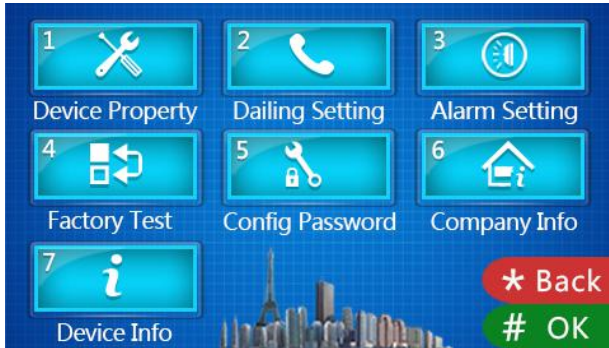 1 2 3
Device Property Dailing Setting Alarm Setting
4 5 6
Factory Test Config Password Company Info
7
* Back
Device Info # OK